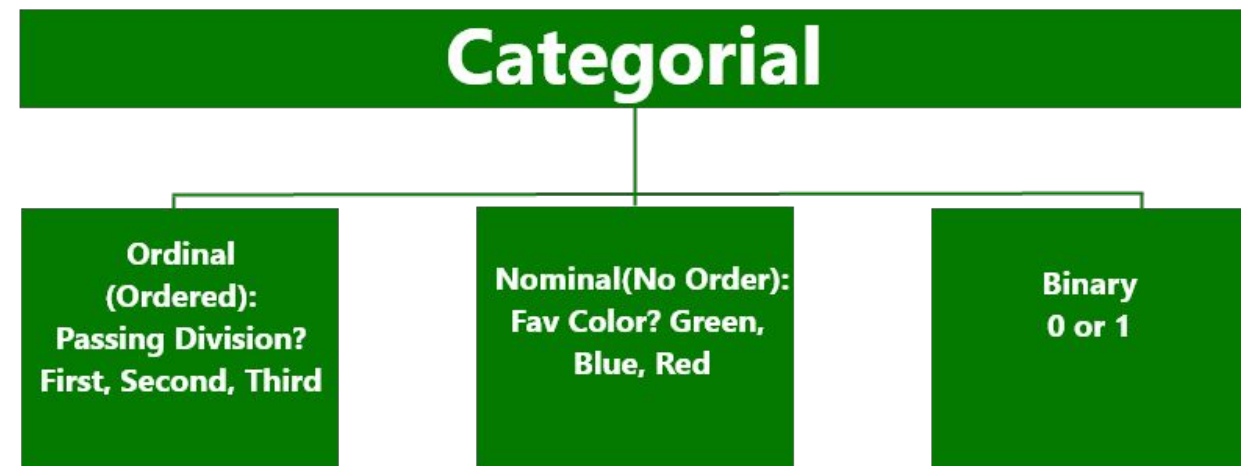 Categorial
Ordinal
(Ordered):
Passing Division?
First, Second, Third
Nominal(No Order):
Fav Color? Green,
Blue, Red
Binary
0 or 1